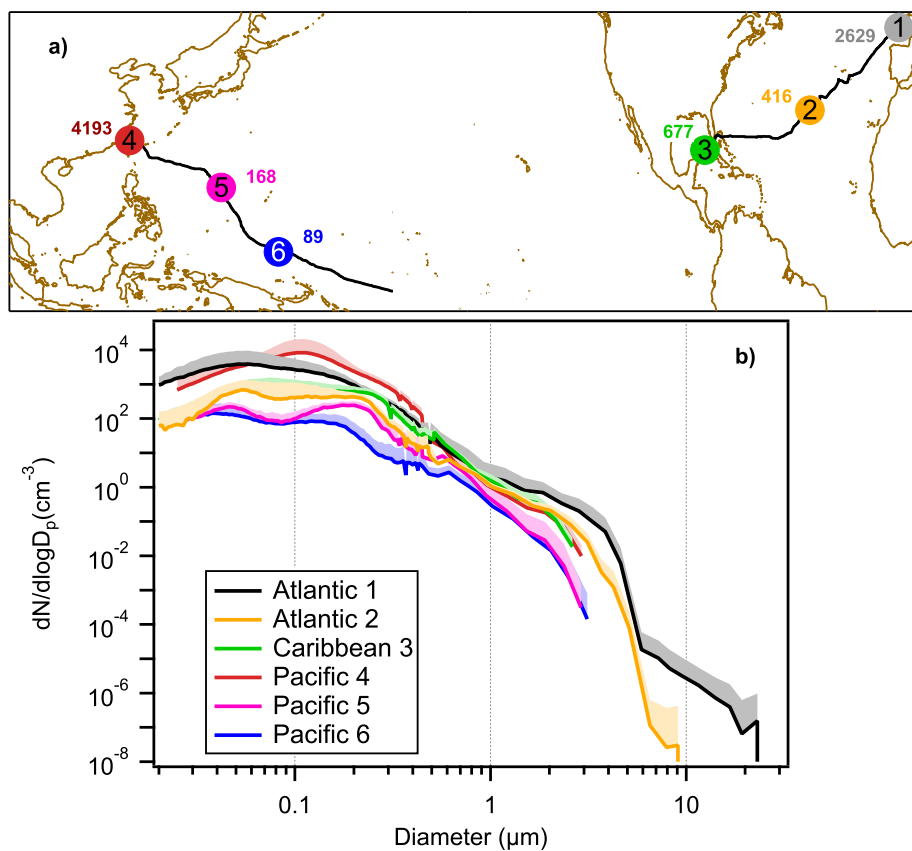 a)
1
2629
416
2
4193
4
677
3
168
5
89
6
b)
dN/dlogDp(cm-3)
10^4
10^2
10^0
10^-2
10^-4
10^-6
10^-8
Atlantic 1
Atlantic 2
Caribbean 3
Pacific 4
Pacific 5
Pacific 6
0.1
1
10
Diameter (µm)